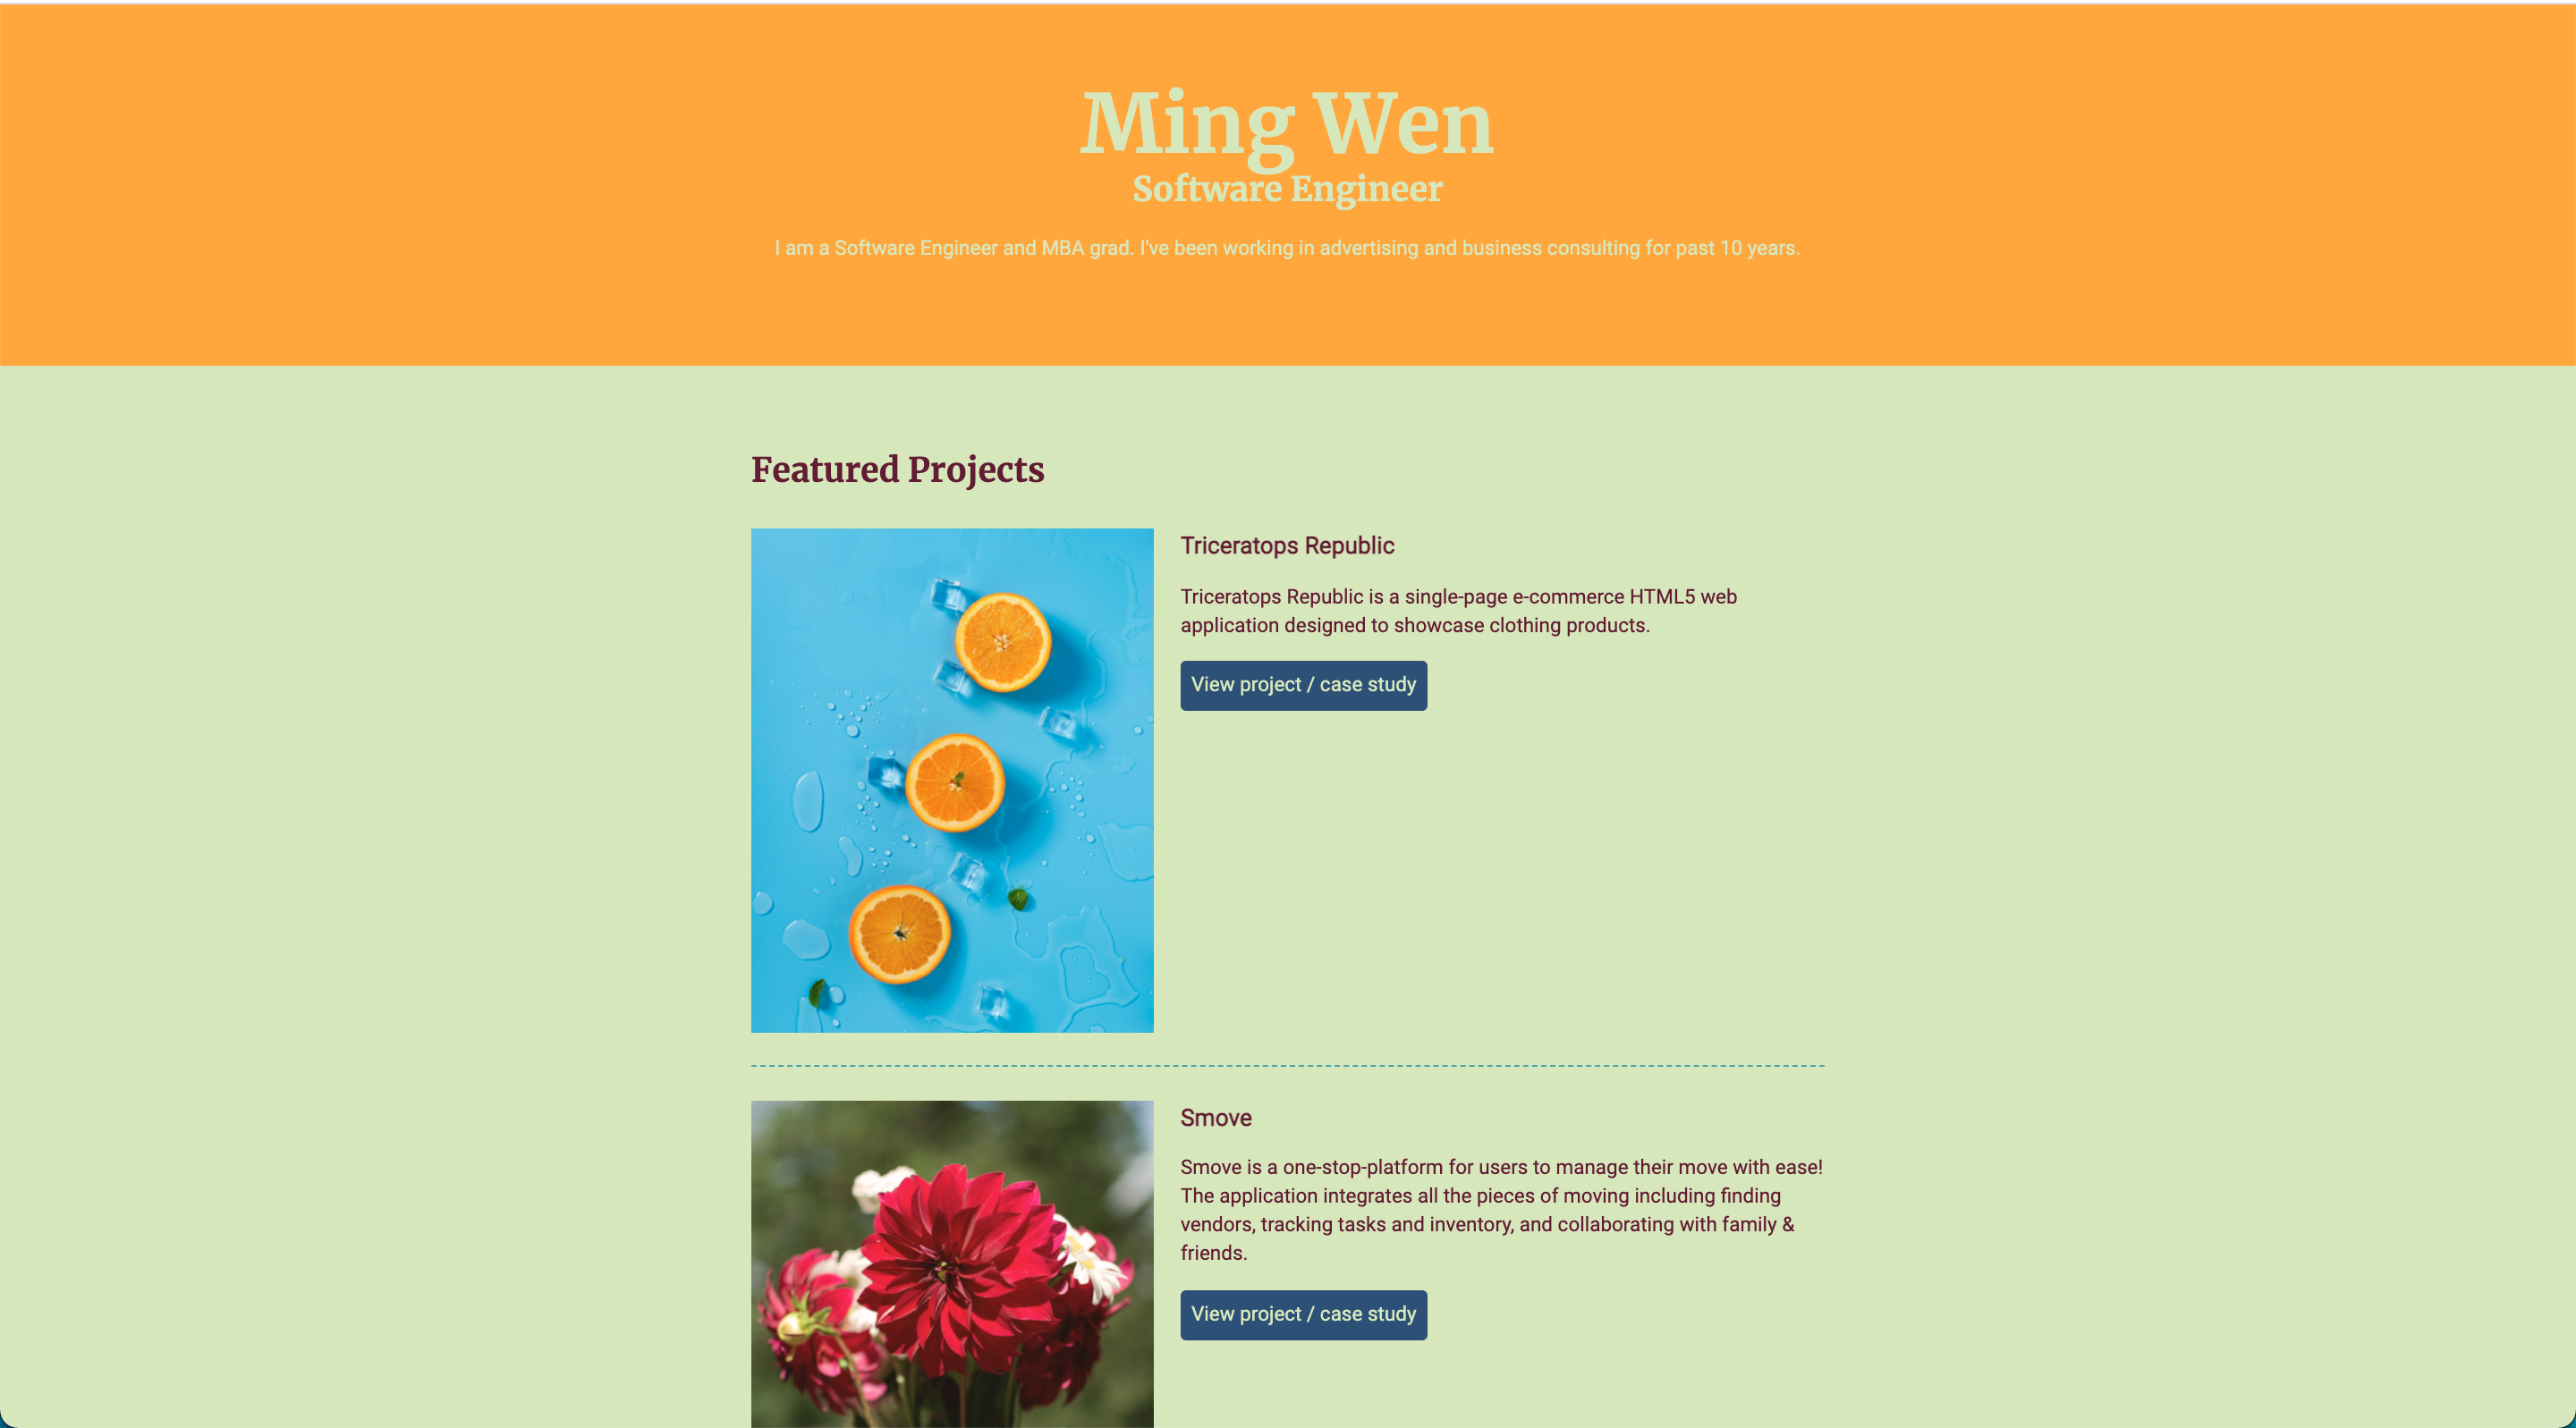 Ming Wen
Software Engineer
I am a Software Engineer and MBA grad. I've been working in advertising and business consulting for past 10 years.
Featured Projects
Triceratops Republic
Triceratops Republic is a single-page e-commerce HTML5 web
application designed to showcase clothing products.
View project / case study
Smove
Smove is a one-stop-platform for users to manage their move with ease!
The application integrates all the pieces of moving including finding
vendors, tracking tasks and inventory, and collaborating with family &
friends.
View project / case study